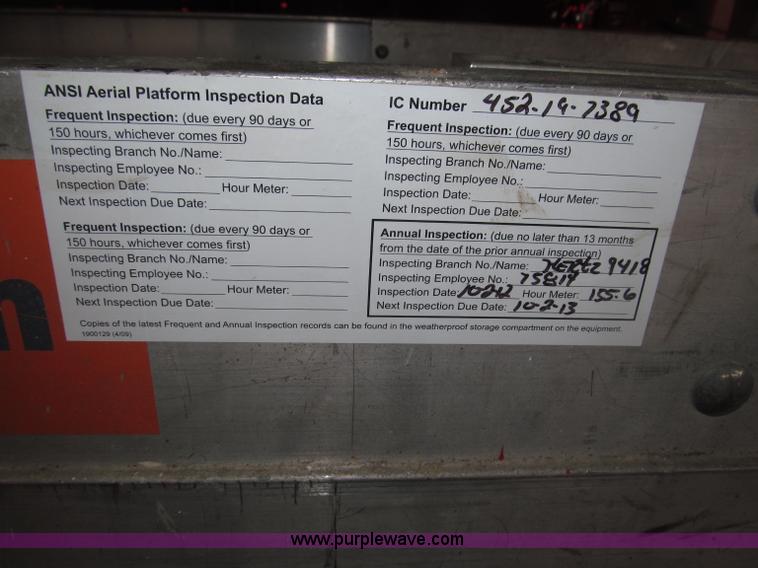 ANSI Aerial Platform Inspection Data
Frequent Inspection: (due every 90 days or
150 hours, whichever comes first)
Inspecting Branch No./Name:
Inspecting Employee No.:
Inspection Date: Hour Meter:
Next Inspection Due Date:
Frequent Inspection: (due every 90 days or
150 hours, whichever comes first)
Inspecting Branch No./Name:
Inspecting Employee No.:
Inspection Date: Hour Meter:
Next Inspection Due Date:
IC Number 452-19-7389
Frequent Inspection: (due every 90 days or
150 hours, whichever comes first)
Inspecting Branch No./Name:
Inspecting Employee No.:
Inspection Date: Hour Meter:
Next Inspection Due Date:
Annual Inspection: (due no later than 13 months
from the date of the prior annual inspection)
Inspecting Branch No./Name: Hertz 9418
Inspecting Employee No.: 75819
Inspection Date: Hour Meter: 155.6
Next Inspection Due Date: 10-2-13
Copies of the latest Frequent and Annual Inspection records can be found in the weatherproof storage compartment on the equipment.
1900129 (4/09)
www.purplewave.com